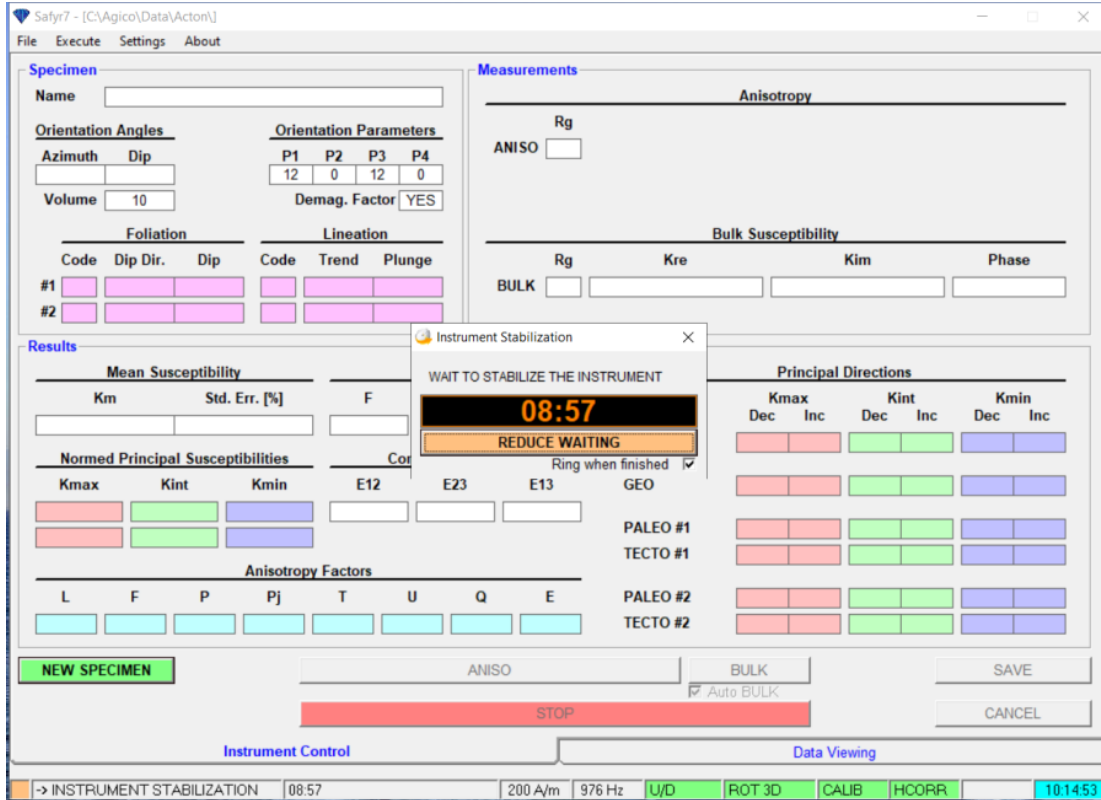 Safyr7 - [C:\Agico\Data\Acton\]
File Execute Settings About
Specimen
Name
Orientation Angles Orientation Parameters
Azimuth Dip P1 P2 P3 P4
12 0 12 0
Volume 10 Demag. Factor YES
Foliation Lineation
Code Dip Dir. Dip Code Trend Plunge
#1
#2
Measurements
Anisotropy
Rg
ANISO
Bulk Susceptibility
Rg Kre Kim Phase
BULK
Instrument Stabilization
WAIT TO STABILIZE THE INSTRUMENT
08:57
REDUCE WAITING
Ring when finished
Results
Mean Susceptibility
Km Std. Err. [%] F
Normed Principal Susceptibilities Con
Kmax Kint Kmin E12 E23 E13
Principal Directions
Kmax Kint Kmin
Dec Inc Dec Inc Dec Inc
GEO
PALEO #1
TECTO #1
PALEO #2
TECTO #2
Anisotropy Factors
L F P Pj T U Q E
NEW SPECIMEN ANISO BULK SAVE
Auto BULK
STOP CANCEL
Instrument Control Data Viewing
-> INSTRUMENT STABILIZATION 08:57 200 A/m 976 Hz U/D ROT 3D CALIB HCORR 10:14:53